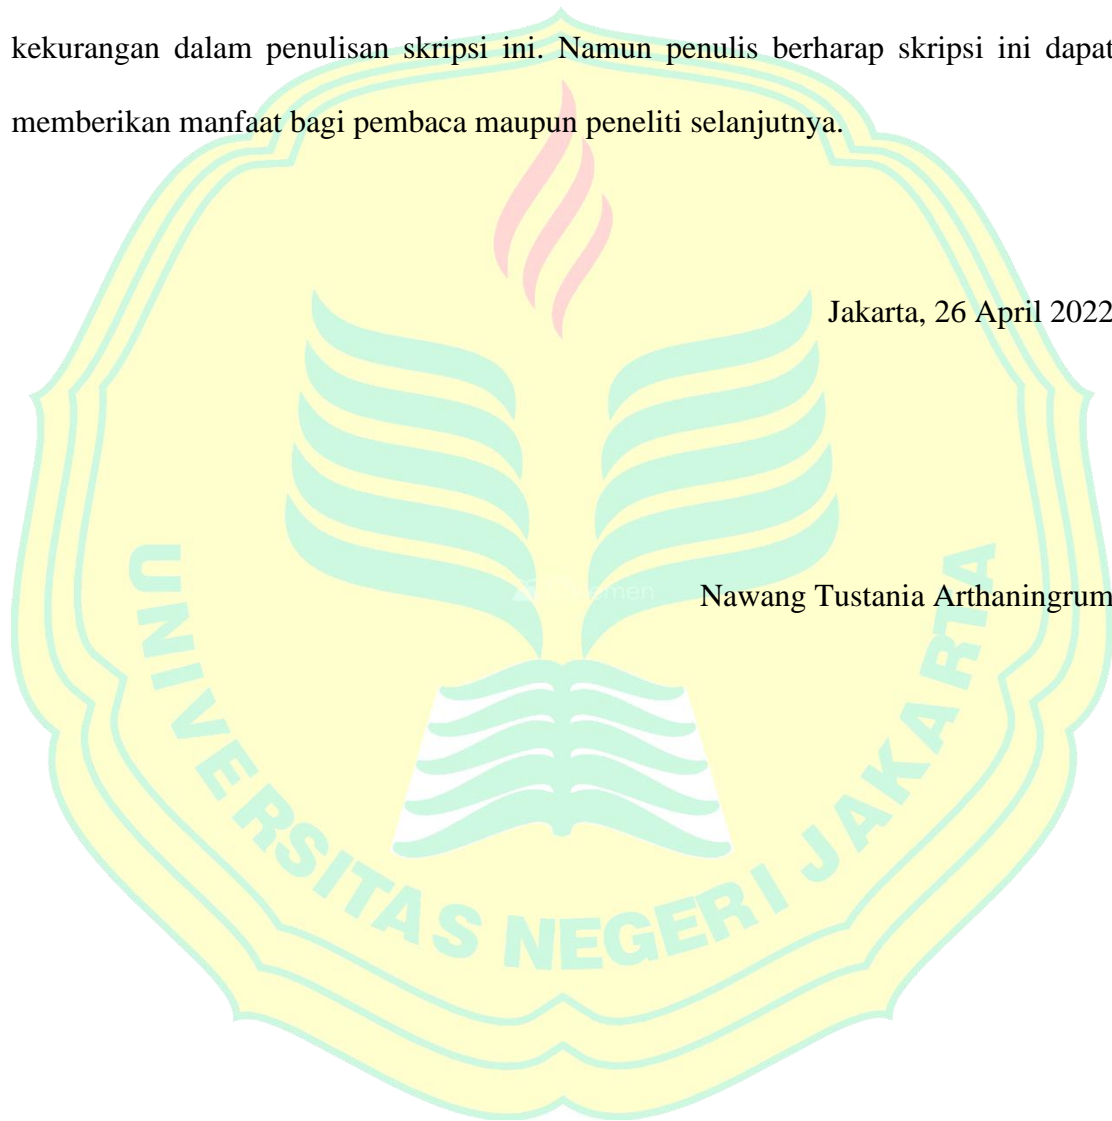 kekurangan dalam penulisan skripsi ini. Namun penulis berharap skripsi ini dapat
memberikan manfaat bagi pembaca maupun peneliti selanjutnya.
Jakarta, 26 April 2022
Nawang Tustania Arthaningrum
UNIVERSITAS NEGERI JAKARTA